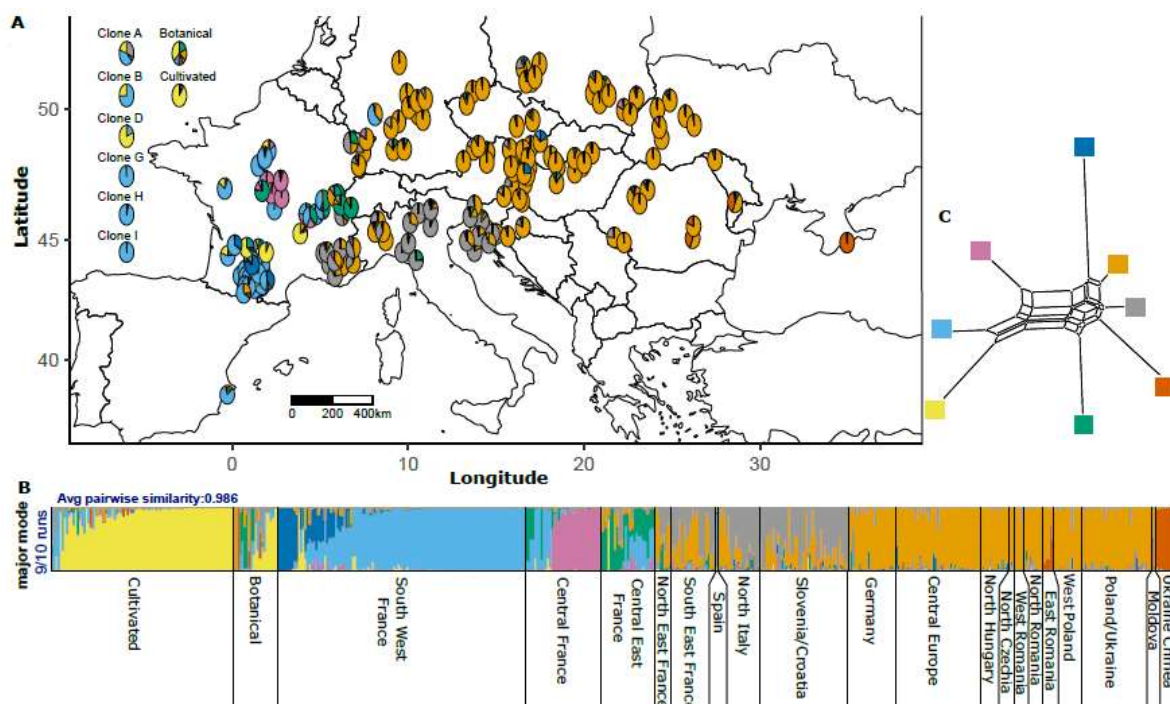 A
Clone A
Botanical
Clone B
Cultivated
Clone D
Clone G
Clone H
Clone I
50
45
40
Latitude
0 200 400km
0 10 20 30
Longitude
C
B
Avg pairwise similarity:0.986
major mode
9/10 runs
Cultivated
Botanical
South West
France
Central France
Central East
France
North East France
South East France
Spain
North Italy
Slovenia/Croatia
Germany
Central Europe
North Hungary
North Czechia
West Romania
North Romania
East Romania
West Poland
Poland/Ukraine
Moldova
Ukraine Crimea